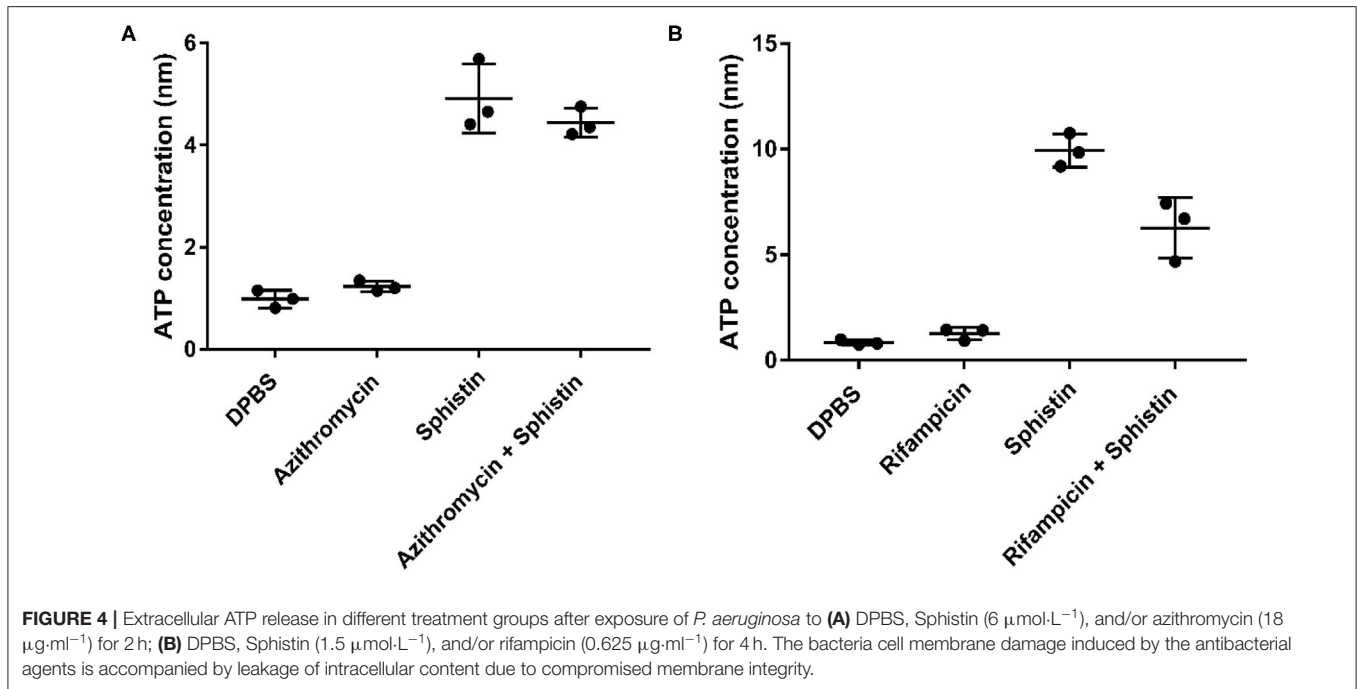 A
ATP concentration (nm)
6
4
2
0
DPBS
Azithromycin
Sphistin
Azithromycin + Sphistin
B
ATP concentration (nm)
15
10
5
0
DPBS
Rifampicin
Sphistin
Rifampicin + Sphistin
FIGURE 4 | Extracellular ATP release in different treatment groups after exposure of P. aeruginosa to (A) DPBS, Sphistin (6 μmol·L⁻¹), and/or azithromycin (18
μg·ml⁻¹) for 2 h; (B) DPBS, Sphistin (1.5 μmol·L⁻¹), and/or rifampicin (0.625 μg·ml⁻¹) for 4 h. The bacteria cell membrane damage induced by the antibacterial
agents is accompanied by leakage of intracellular content due to compromised membrane integrity.